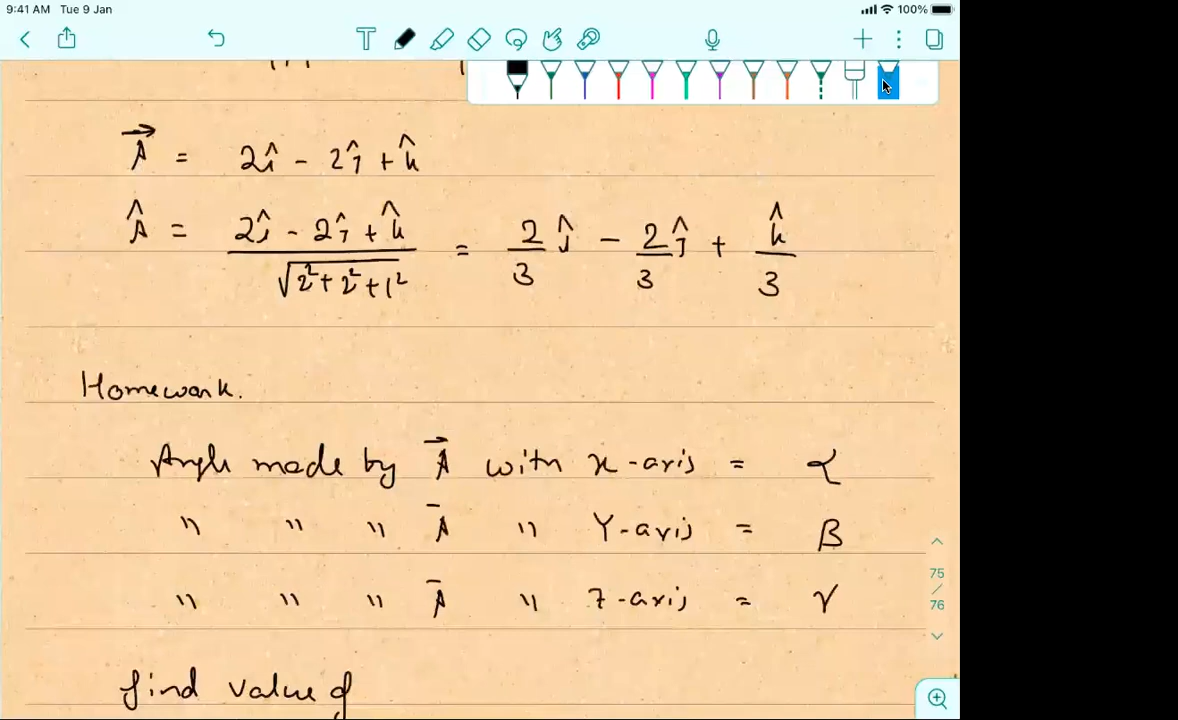 9:41 AM Tue 9 Jan 100%
A⃗ = 2î - 2ĵ + k̂
Â = (2î - 2ĵ + k̂)/√(2²+2²+1²) = 2/3 î - 2/3 ĵ + k̂/3
Homework.
Angle made by A⃗ with x-axis = α
" " " A⃗ " Y-axis = β
" " " A⃗ " z-axis = γ
find value of
75
/
76